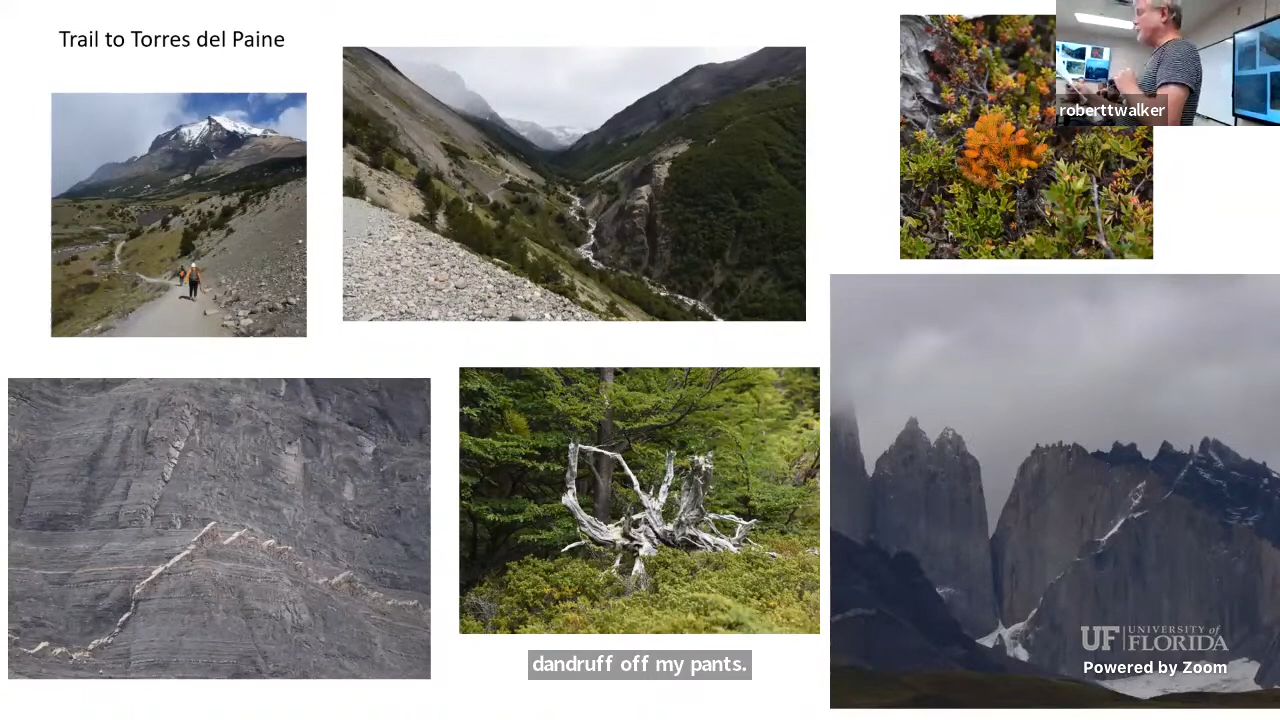 Trail to Torres del Paine
roberttwalker
dandruff off my pants.
UF UNIVERSITY of
FLORIDA
Powered by Zoom